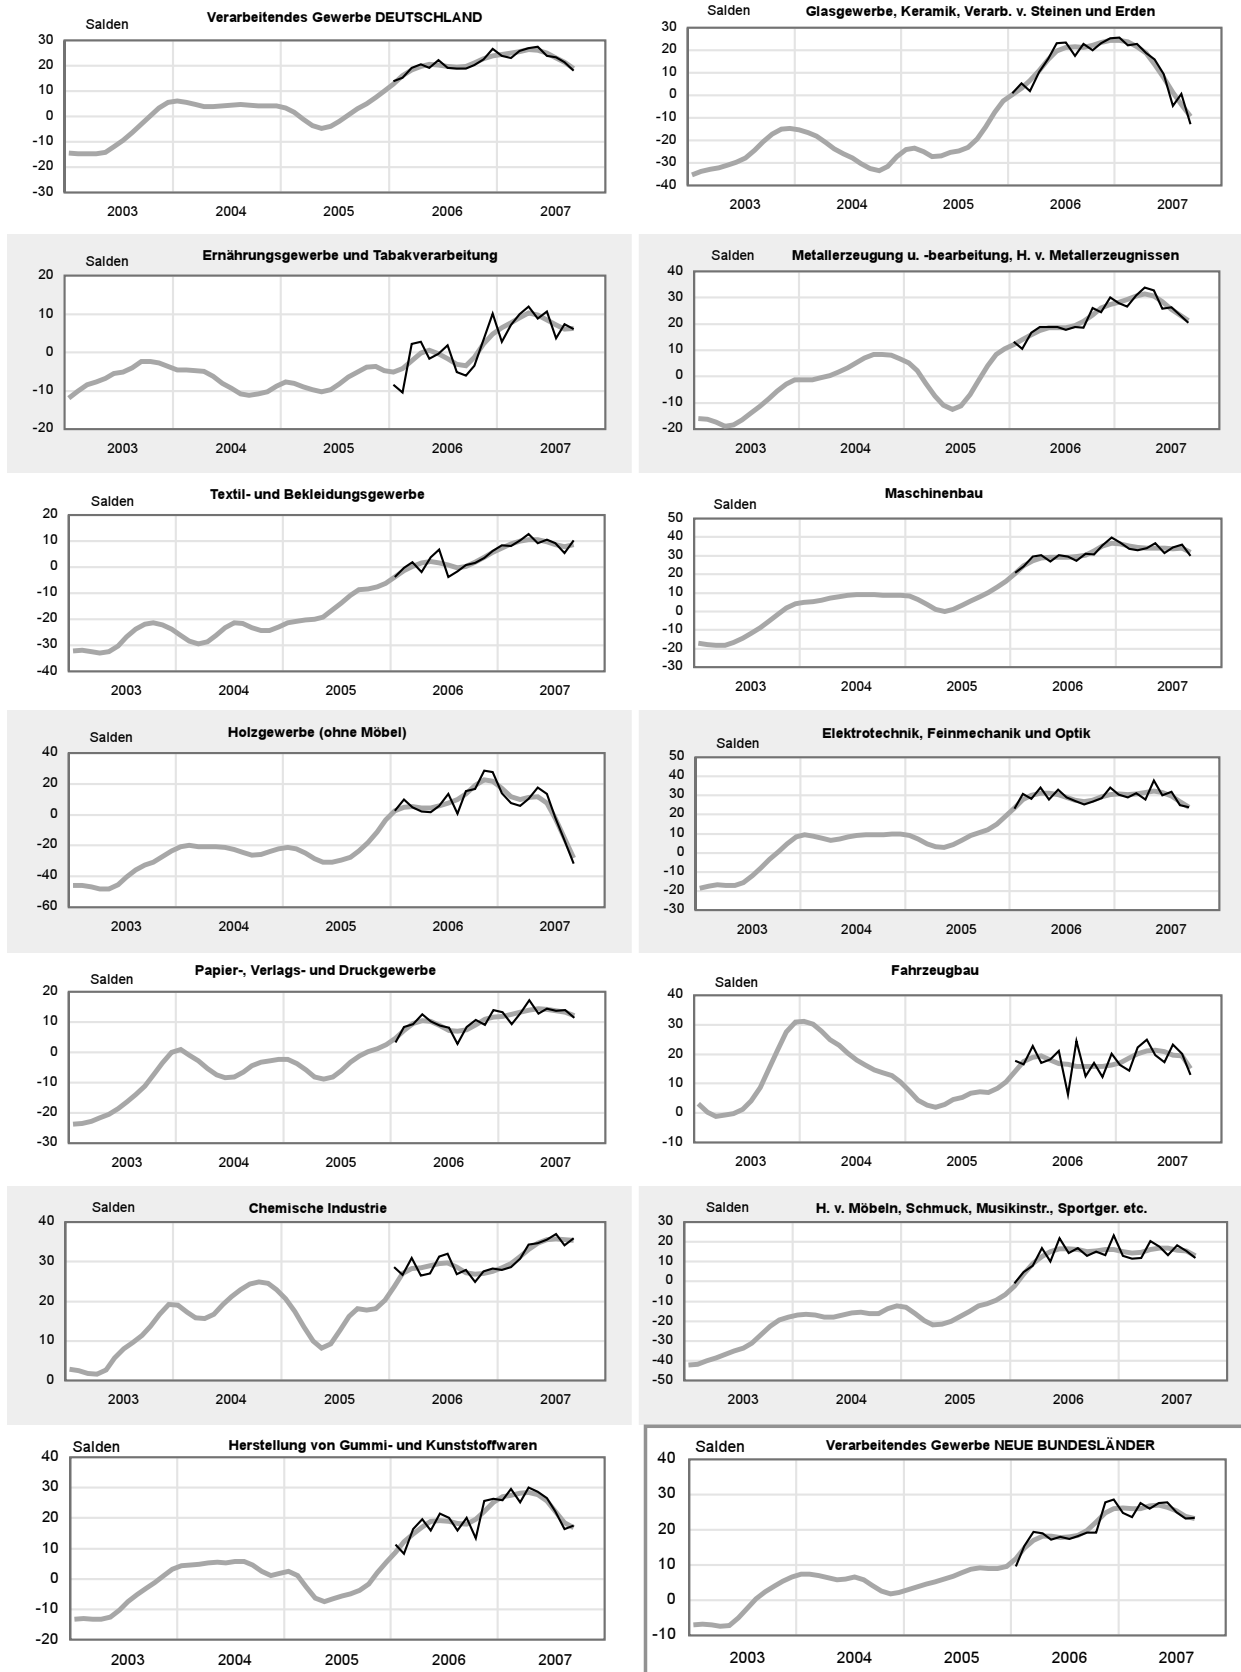 Verarbeitendes Gewerbe DEUTSCHLAND
Salden
30
20
10
0
-10
-20
-30
2003 2004 2005 2006 2007
Glasgewerbe, Keramik, Verarb. v. Steinen und Erden
Salden
30
20
10
0
-10
-20
-30
-40
2003 2004 2005 2006 2007
Ernährungsgewerbe und Tabakverarbeitung
Salden
20
10
0
-10
-20
2003 2004 2005 2006 2007
Metallerzeugung u. -bearbeitung, H. v. Metallerzeugnissen
Salden
40
30
20
10
0
-10
-20
2003 2004 2005 2006 2007
Textil- und Bekleidungsgewerbe
Salden
20
10
0
-10
-20
-30
-40
2003 2004 2005 2006 2007
Maschinenbau
Salden
50
40
30
20
10
0
-10
-20
-30
2003 2004 2005 2006 2007
Holzgewerbe (ohne Möbel)
Salden
40
20
0
-20
-40
-60
2003 2004 2005 2006 2007
Elektrotechnik, Feinmechanik und Optik
Salden
50
40
30
20
10
0
-10
-20
-30
2003 2004 2005 2006 2007
Papier-, Verlags- und Druckgewerbe
Salden
20
10
0
-10
-20
-30
2003 2004 2005 2006 2007
Fahrzeugbau
Salden
40
30
20
10
0
-10
2003 2004 2005 2006 2007
Chemische Industrie
Salden
40
30
20
10
0
2003 2004 2005 2006 2007
H. v. Möbeln, Schmuck, Musikinstr., Sportger. etc.
Salden
30
20
10
0
-10
-20
-30
-40
-50
2003 2004 2005 2006 2007
Herstellung von Gummi- und Kunststoffwaren
Salden
40
30
20
10
0
-10
-20
2003 2004 2005 2006 2007
Verarbeitendes Gewerbe NEUE BUNDESLÄNDER
Salden
40
30
20
10
0
-10
2003 2004 2005 2006 2007